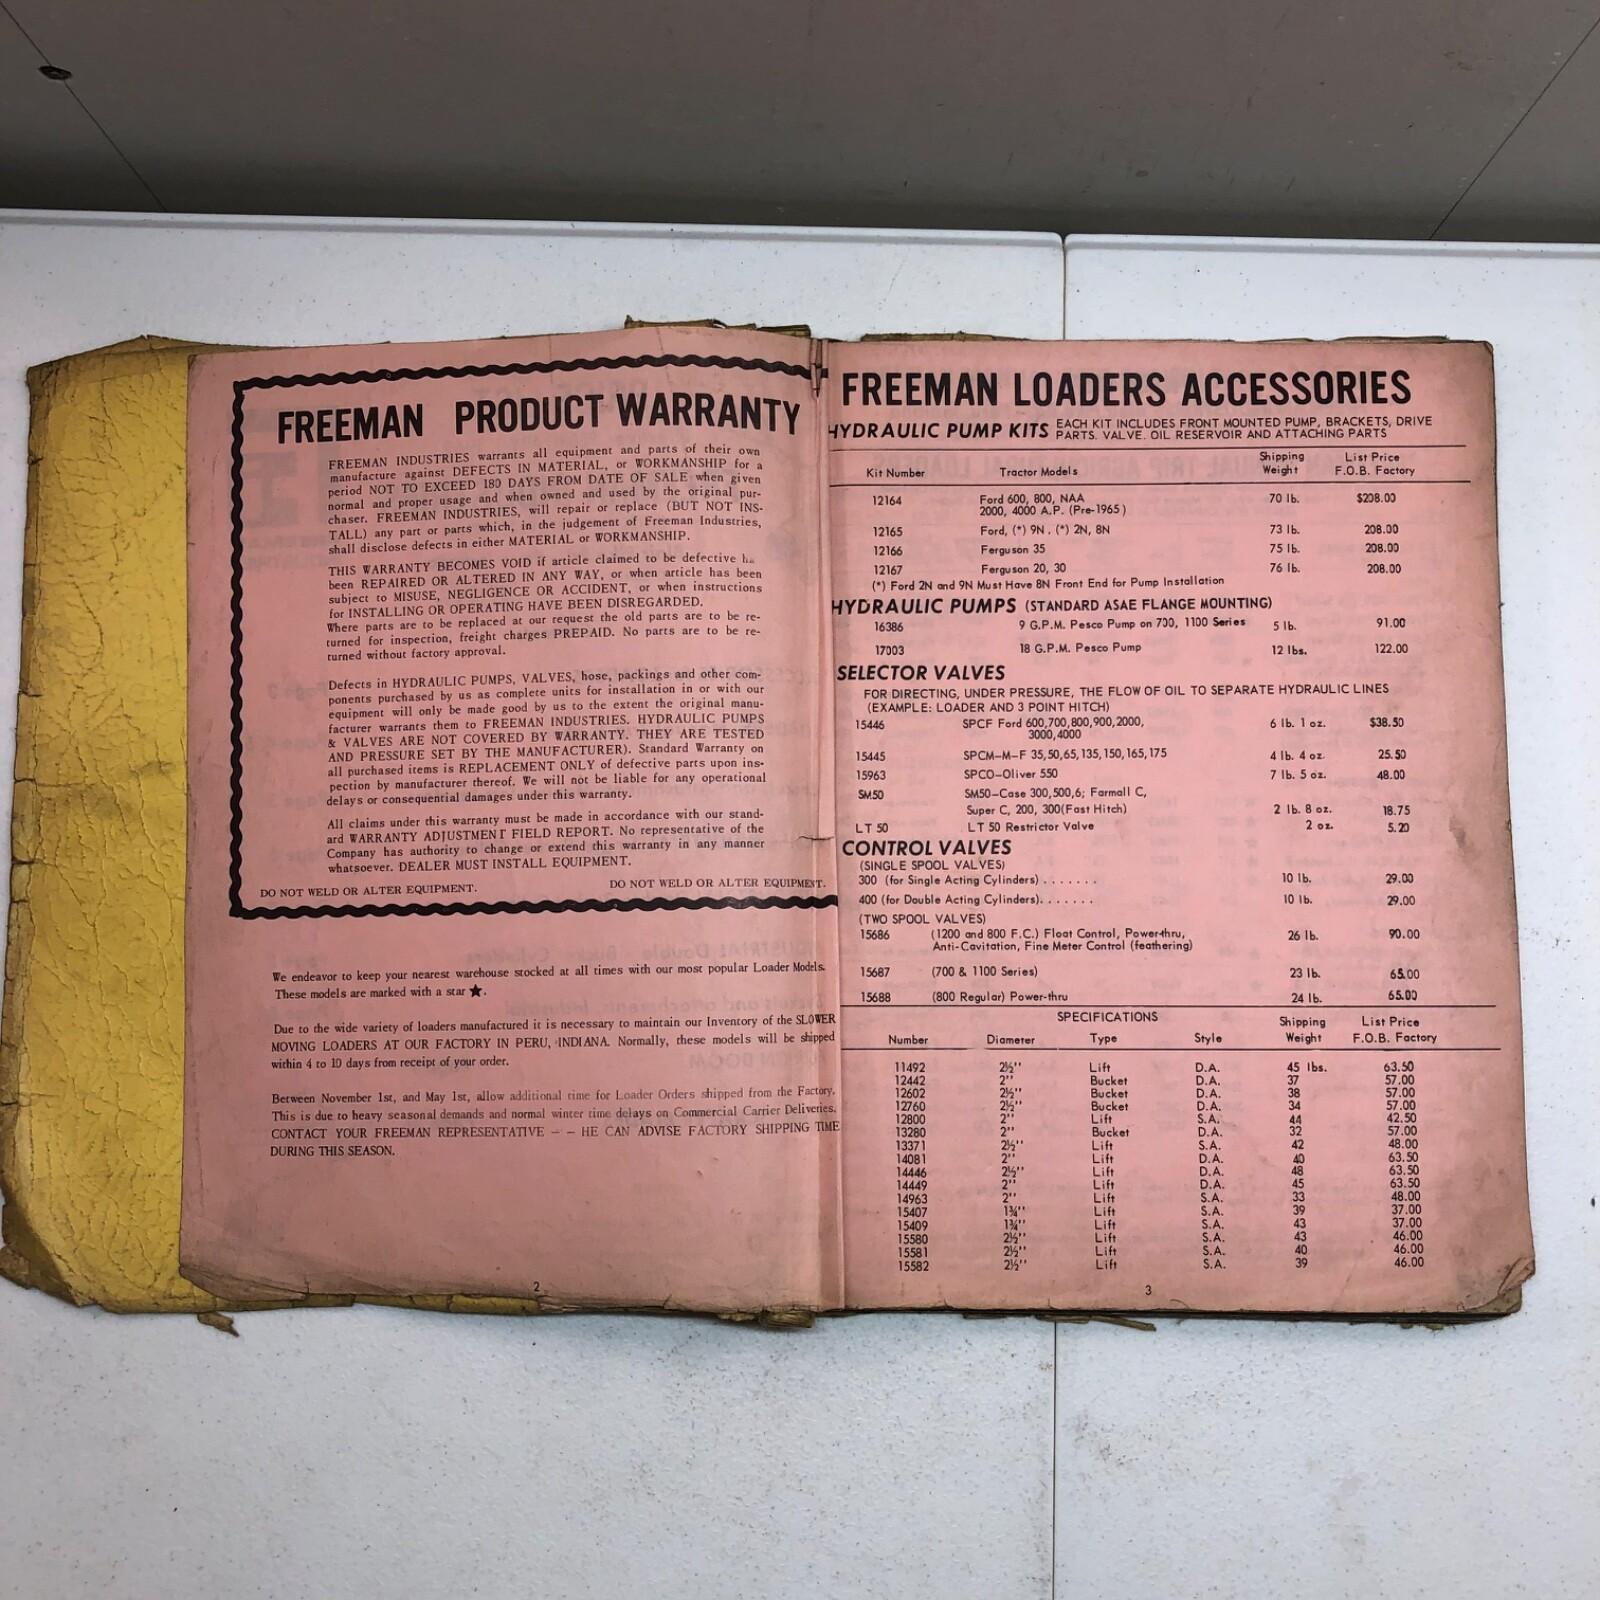 FREEMAN PRODUCT WARRANTY
FREEMAN INDUSTRIES warrants all equipment and parts of their own
manufacture against DEFECTS IN MATERIAL, or WORKMANSHIP for a
period NOT TO EXCEED 180 DAYS FROM DATE OF SALE when given
normal and proper usage and when owned and used by the original pur-
chaser. FREEMAN INDUSTRIES, will repair or replace (BUT NOT INS-
TALL) any part or parts which, in the judgement of Freeman Industries,
shall disclose defects in either MATERIAL or WORKMANSHIP.
THIS WARRANTY BECOMES VOID if article claimed to be defective
been REPAIRED OR ALTERED IN ANY WAY, or when article has been
subject to MISUSE, NEGLIGENCE OR ACCIDENT, or when instructions
for INSTALLING OR OPERATING HAVE BEEN DISREGARDED.
Where parts are to be replaced at our request the old parts are to be re-
turned for inspection, freight charges PREPAID. No parts are to be re-
turned without factory approval.
Defects in HYDRAULIC PUMPS, VALVES, hose, packings and other com-
ponents purchased by us as complete units for installation in or with our
equipment will only be made good by us to the extent the original manu-
facturer warrants them to FREEMAN INDUSTRIES. HYDRAULIC PUMPS
& VALVES ARE NOT COVERED BY WARRANTY. THEY ARE TESTED
AND PRESSURE SET BY THE MANUFACTURER). Standard Warranty on
all purchased items is REPLACEMENT ONLY of defective parts upon ins-
pection by manufacturer thereof. We will not be liable for any operational
delays or consequential damages under this warranty.
All claims under this warranty must be made in accordance with our stand-
ard WARRANTY ADJUSTMENT FIELD REPORT. No representative of the
Company has authority to change or extend this warranty in any manner
whatsoever. DEALER MUST INSTALL EQUIPMENT.
DO NOT WELD OR ALTER EQUIPMENT. DO NOT WELD OR ALTER EQUIPMENT.
We endeavor to keep your nearest warehouse stocked at all times with our most popular Loader Models.
These models are marked with a star ★.
Due to the wide variety of loaders manufactured it is necessary to maintain our Inventory of the SLOWER
MOVING LOADERS AT OUR FACTORY IN PERU, INDIANA. Normally, these models will be shipped
within 4 to 10 days from receipt of your order.
Between November 1st, and May 1st, allow additional time for Loader Orders shipped from the Factory.
This is due to heavy seasonal demands and normal winter time delays on Commercial Carrier Deliveries.
CONTACT YOUR FREEMAN REPRESENTATIVE - - HE CAN ADVISE FACTORY SHIPPING TIME
DURING THIS SEASON.
2
FREEMAN LOADERS ACCESSORIES
HYDRAULIC PUMP KITS EACH KIT INCLUDES FRONT MOUNTED PUMP, BRACKETS, DRIVE
PARTS. VALVE. OIL RESERVOIR AND ATTACHING PARTS
Kit Number Tractor Models Shipping Weight List Price F.O.B. Factory
12164 Ford 600, 800, NAA 70 lb. $208.00
2000, 4000 A.P. (Pre-1965)
12165 Ford, (*) 9N . (*) 2N, 8N 73 lb. 208.00
12166 Ferguson 35 75 lb. 208.00
12167 Ferguson 20, 30 76 lb. 208.00
(*) Ford 2N and 9N Must Have 8N Front End for Pump Installation
HYDRAULIC PUMPS (STANDARD ASAE FLANGE MOUNTING)
16386 9 G.P.M. Pesco Pump on 700, 1100 Series 5 lb. 91.00
17003 18 G.P.M. Pesco Pump 12 lbs. 122.00
SELECTOR VALVES
FOR DIRECTING, UNDER PRESSURE, THE FLOW OF OIL TO SEPARATE HYDRAULIC LINES
(EXAMPLE: LOADER AND 3 POINT HITCH)
15446 SPCF Ford 600,700,800,900,2000, 6 lb. 1 oz. $38.50
3000,4000
15445 SPCM-M-F 35,50,65,135,150,165,175 4 lb. 4 oz. 25.50
15963 SPCO-Oliver 550 7 lb. 5 oz. 48.00
SM50 SM50-Case 300,500,6; Farmall C,
Super C, 200, 300(Fast Hitch) 2 lb. 8 oz. 18.75
LT 50 LT 50 Restrictor Valve 2 oz. 5.20
CONTROL VALVES
(SINGLE SPOOL VALVES)
300 (for Single Acting Cylinders) . . . . . . . 10 lb. 29.00
400 (for Double Acting Cylinders). . . . . . . 10 lb. 29.00
(TWO SPOOL VALVES)
15686 (1200 and 800 F.C.) Float Control, Power-thru, 26 lb. 90.00
Anti-Cavitation, Fine Meter Control (feathering)
15687 (700 & 1100 Series) 23 lb. 65.00
15688 (800 Regular) Power-thru 24 lb. 65.00
SPECIFICATIONS
Number Diameter Type Style Shipping Weight List Price F.O.B. Factory
11492 2½" Lift D.A. 45 lbs. 63.50
12442 2" Bucket D.A. 37 57.00
12602 2½" Bucket D.A. 38 57.00
12760 2½" Bucket D.A. 34 57.00
12800 2" Lift S.A. 44 42.50
13280 2" Bucket D.A. 32 57.00
13371 2½" Lift S.A. 42 48.00
14081 2" Lift D.A. 40 63.50
14446 2½" Lift D.A. 48 63.50
14449 2" Lift D.A. 45 63.50
14963 2" Lift S.A. 33 48.00
15407 1¾" Lift S.A. 39 37.00
15409 1¾" Lift S.A. 43 37.00
15580 2½" Lift S.A. 43 46.00
15581 2½" Lift S.A. 40 46.00
15582 2½" Lift S.A. 39 46.00
3